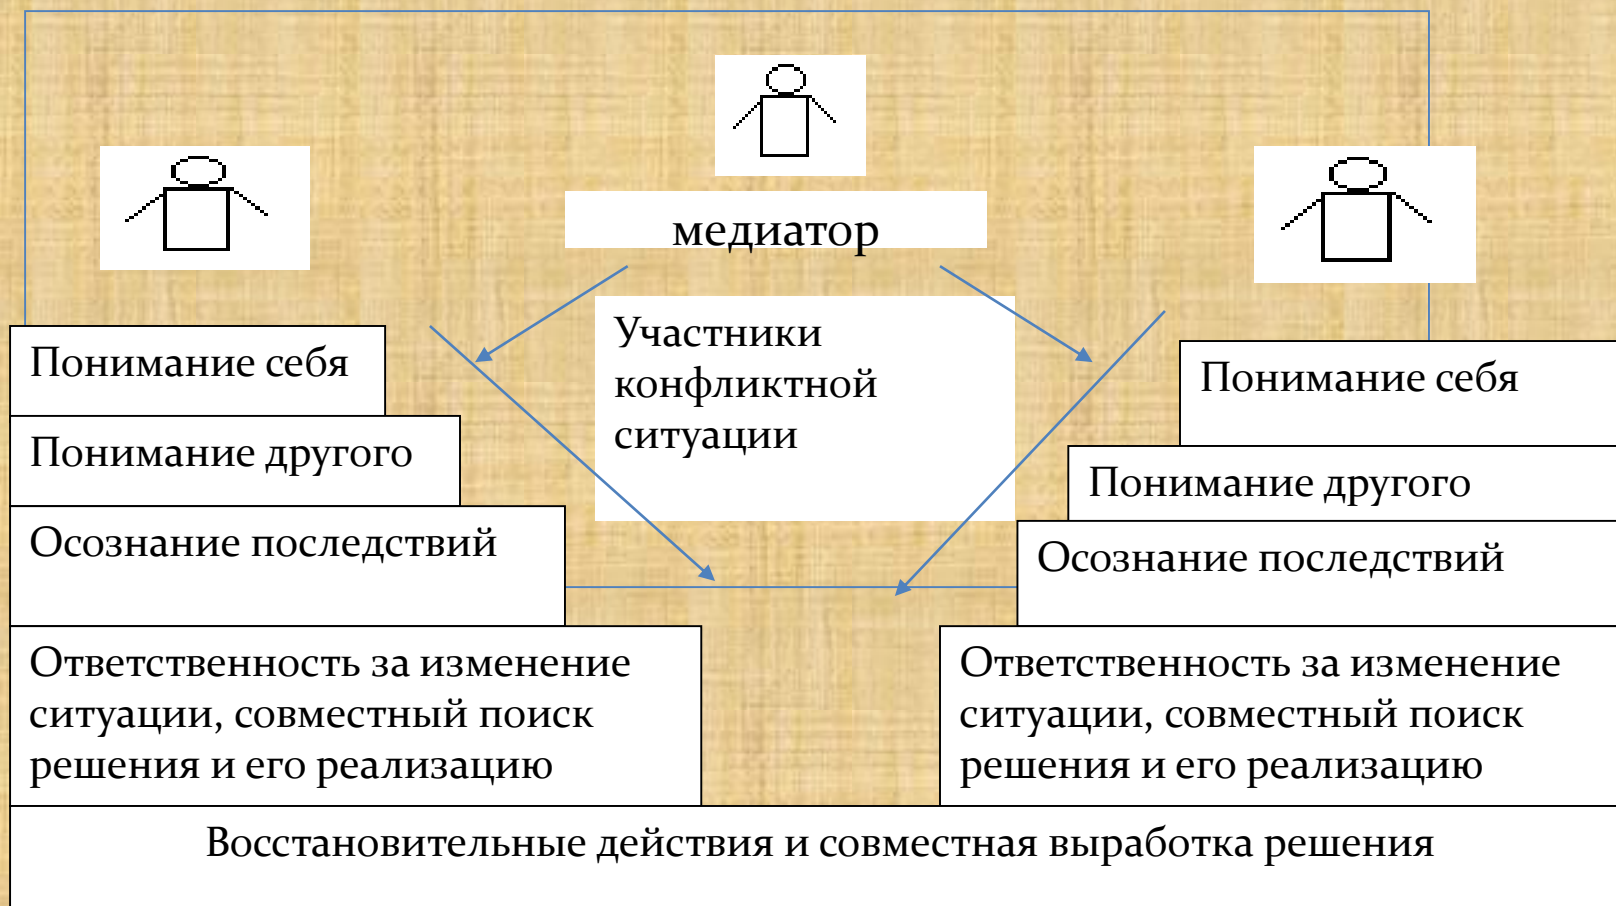 медиатор
Участники
конфликтной
ситуации
Понимание себя
Понимание другого
Осознание последствий
Ответственность за изменение
ситуации, совместный поиск
решения и его реализацию
Понимание себя
Понимание другого
Осознание последствий
Ответственность за изменение
ситуации, совместный поиск
решения и его реализацию
Восстановительные действия и совместная выработка решения